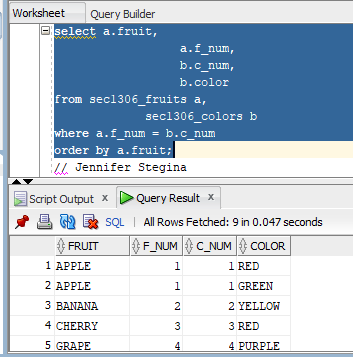 Worksheet Query Builder
select a.fruit,
a.f_num,
b.c_num,
b.color
from sec1306_fruits a,
sec1306_colors b
where a.f_num = b.c_num
order by a.fruit;
// Jennifer Stegina
Script Output x Query Result x
SQL | All Rows Fetched: 9 in 0.047 seconds
FRUIT F_NUM C_NUM COLOR
1 APPLE 1 1 RED
2 APPLE 1 1 GREEN
3 BANANA 2 2 YELLOW
4 CHERRY 3 3 RED
5 GRAPE 4 4 PURPLE